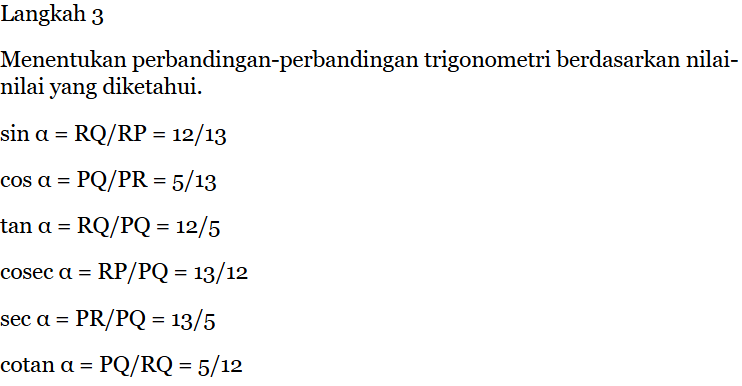 Langkah 3
Menentukan perbandingan-perbandingan trigonometri berdasarkan nilai-
nilai yang diketahui.
sin α = RQ/RP = 12/13
cos α = PQ/PR = 5/13
tan α = RQ/PQ = 12/5
cosec α = RP/PQ = 13/12
sec α = PR/PQ = 13/5
cotan α = PQ/RQ = 5/12